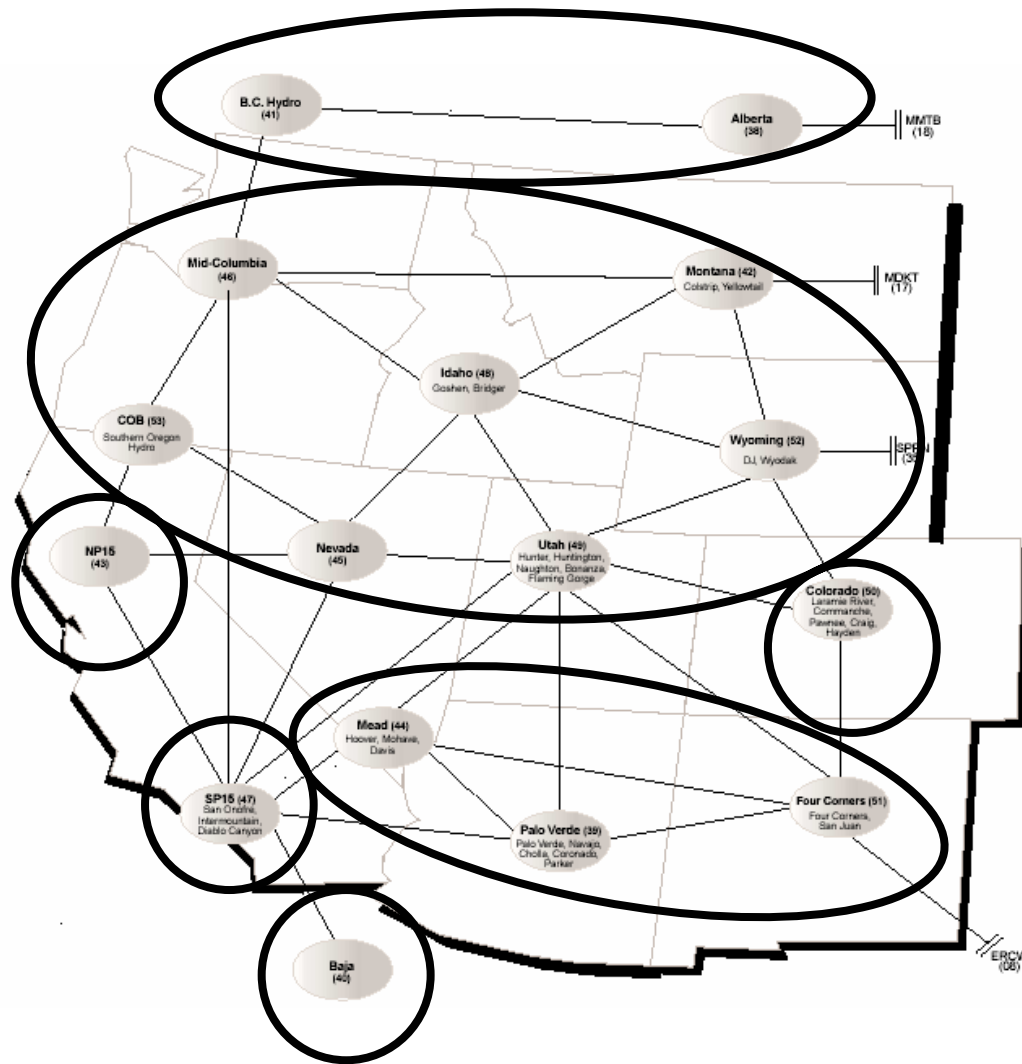 B.C. Hydro
(41)
Alberta
(38)
MMTB
(18)
Mid-Columbia
(46)
Montana (42)
Colstrip, Yellowtail
MDKT
(17)
Idaho (48)
Goshen, Bridger
COB (53)
Southern Oregon
Hydro
Wyoming (52)
DJ, Wyodak
NP15
(43)
Nevada
(45)
Utah (49)
Hunter, Huntington,
Naughton, Bonanza,
Flaming Gorge
Colorado (50)
Laramie River,
Commanche,
Pawnee, Craig,
Hayden
Mead (44)
Hoover, Mohave,
Davis
SP15 (47)
San Onofre,
Intermountain,
Diablo Canyon
Palo Verde (39)
Palo Verde, Navajo,
Cholla, Coronado,
Parker
Four Corners (51)
Four Corners,
San Juan
Baja
(40)
(08)